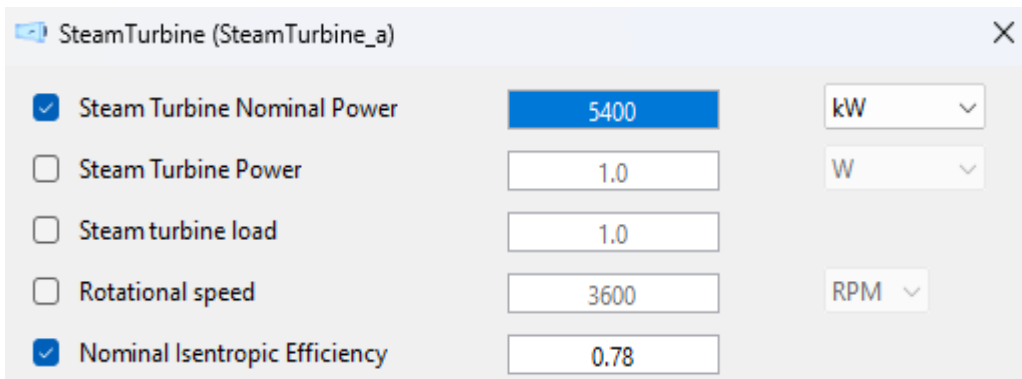 SteamTurbine (SteamTurbine_a)
Steam Turbine Nominal Power 5400 kW
Steam Turbine Power 1.0 W
Steam turbine load 1.0
Rotational speed 3600 RPM
Nominal Isentropic Efficiency 0.78